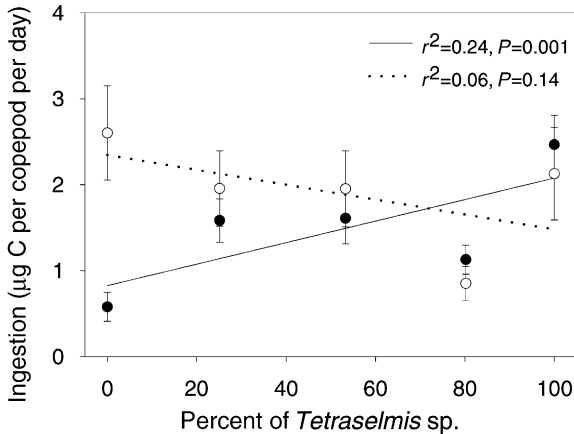 4
r²=0.24, P=0.001
r²=0.06, P=0.14
3
2
1
0
Ingestion (μg C per copepod per day)
0 20 40 60 80 100
Percent of Tetraselmis sp.